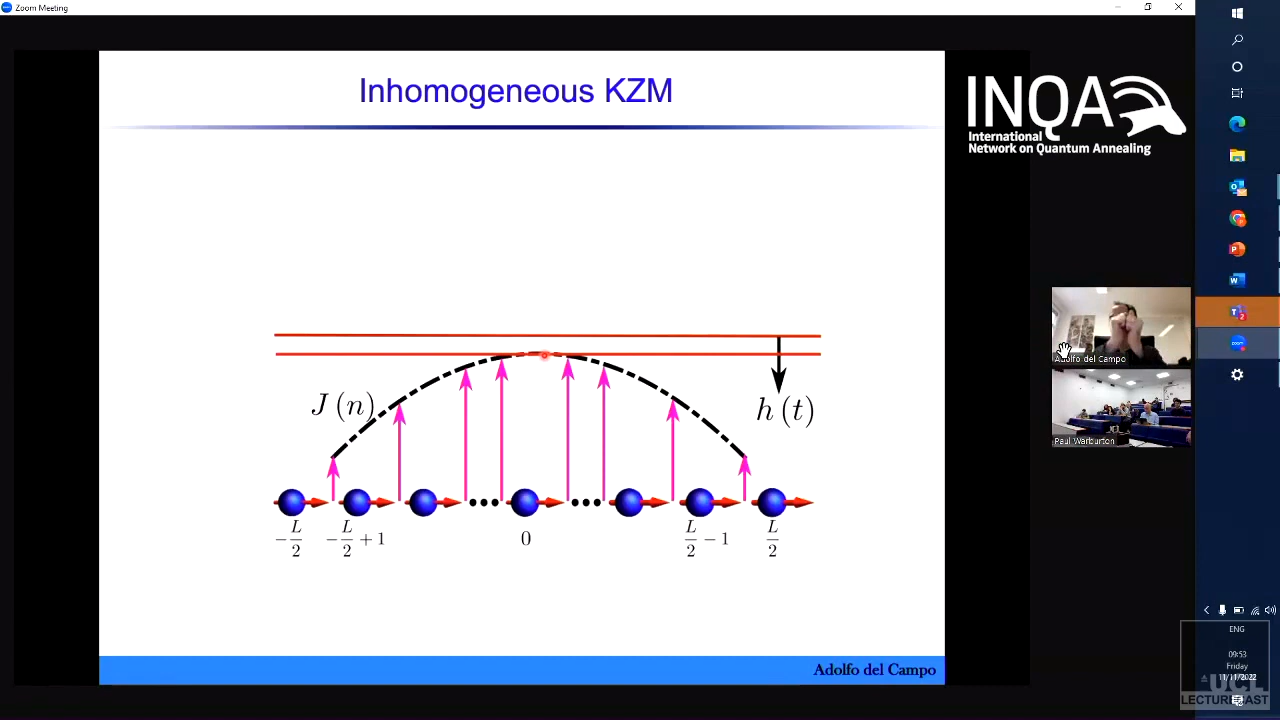 Zoom Meeting
Inhomogeneous KZM
INQA
International
Network on Quantum Annealing
J (n)
h (t)
-L/2
-L/2 + 1
0
L/2 - 1
L/2
Adolfo del Campo
Adolfo del Campo
Paul Warburton
ENG
09:53
Friday
11/11/2022
UCL
LECTURECAST